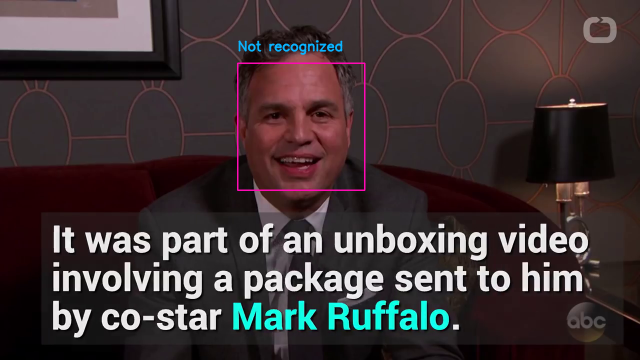 Not recognized
It was part of an unboxing video
involving a package sent to him
by co-star Mark Ruffalo.
abc